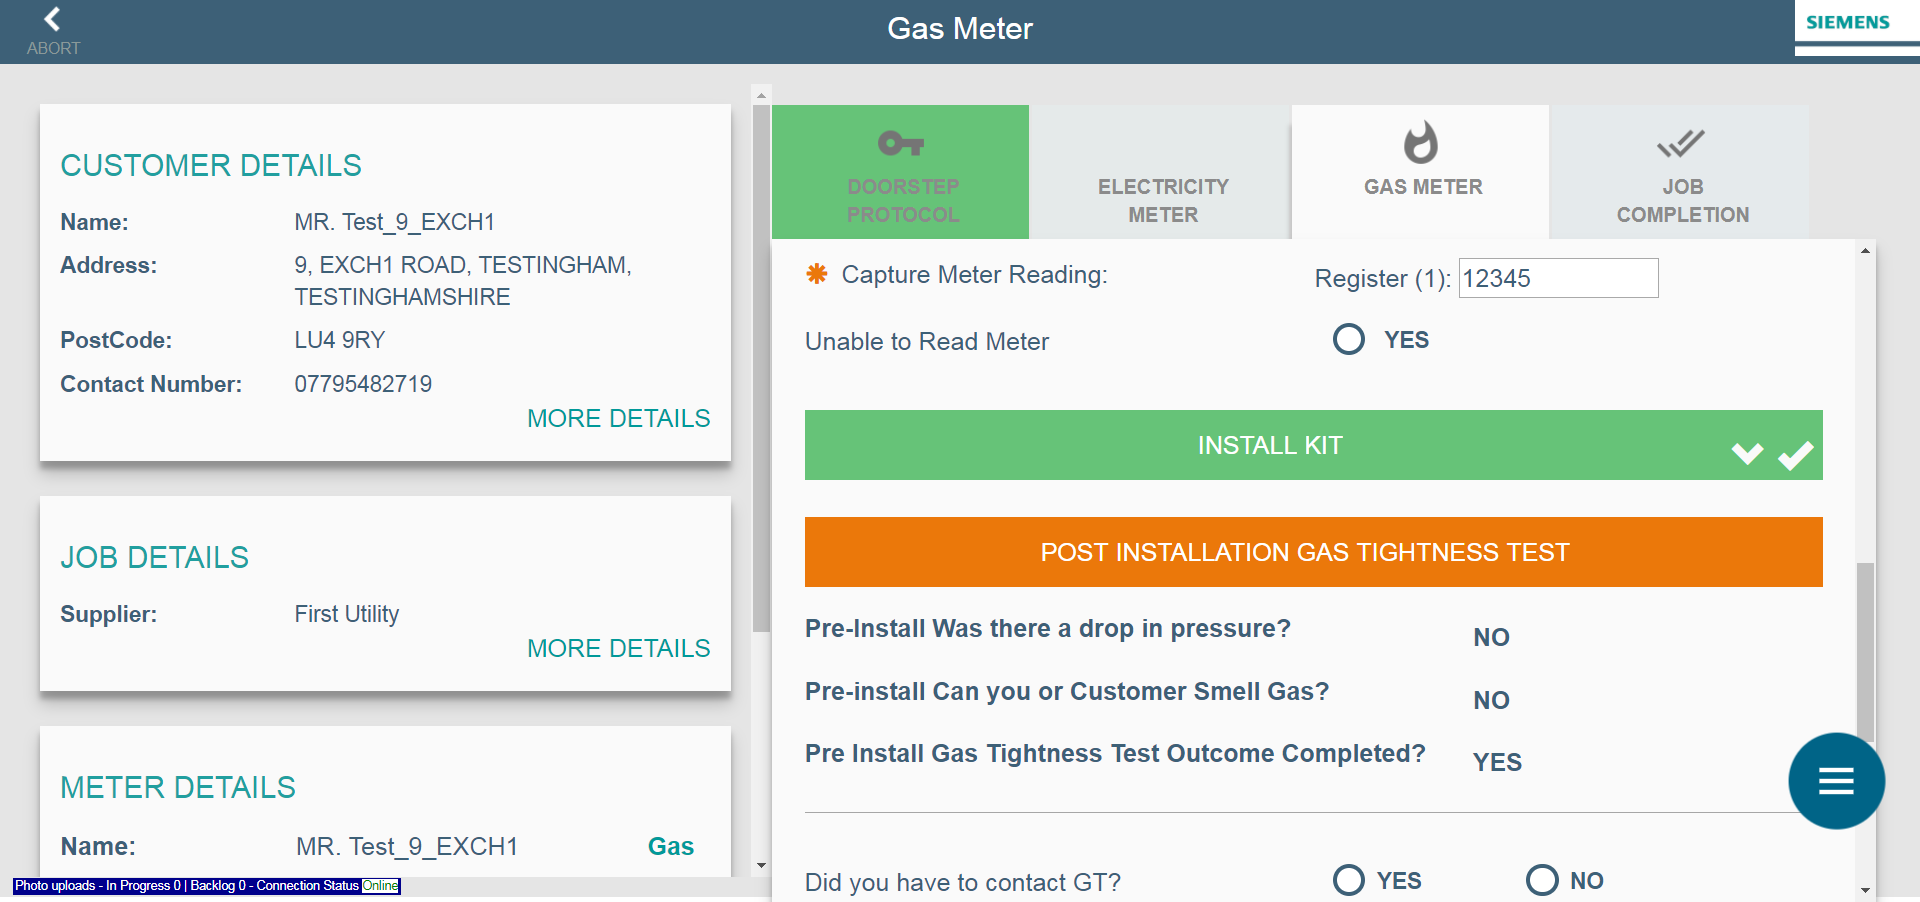 ABORT
Gas Meter
SIEMENS
CUSTOMER DETAILS
Name: MR. Test_9_EXCH1
Address: 9, EXCH1 ROAD, TESTINGHAM,
TESTINGHAMSHIRE
PostCode: LU4 9RY
Contact Number: 07795482719
MORE DETAILS
JOB DETAILS
Supplier: First Utility
MORE DETAILS
METER DETAILS
Name: MR. Test_9_EXCH1 Gas
Photo uploads - In Progress 0 | Backlog 0 - Connection Status Online
DOORSTEP
PROTOCOL
ELECTRICITY
METER
GAS METER
JOB
COMPLETION
Capture Meter Reading: Register (1): 12345
Unable to Read Meter YES
INSTALL KIT
POST INSTALLATION GAS TIGHTNESS TEST
Pre-Install Was there a drop in pressure? NO
Pre-install Can you or Customer Smell Gas? NO
Pre Install Gas Tightness Test Outcome Completed? YES
Did you have to contact GT? YES NO